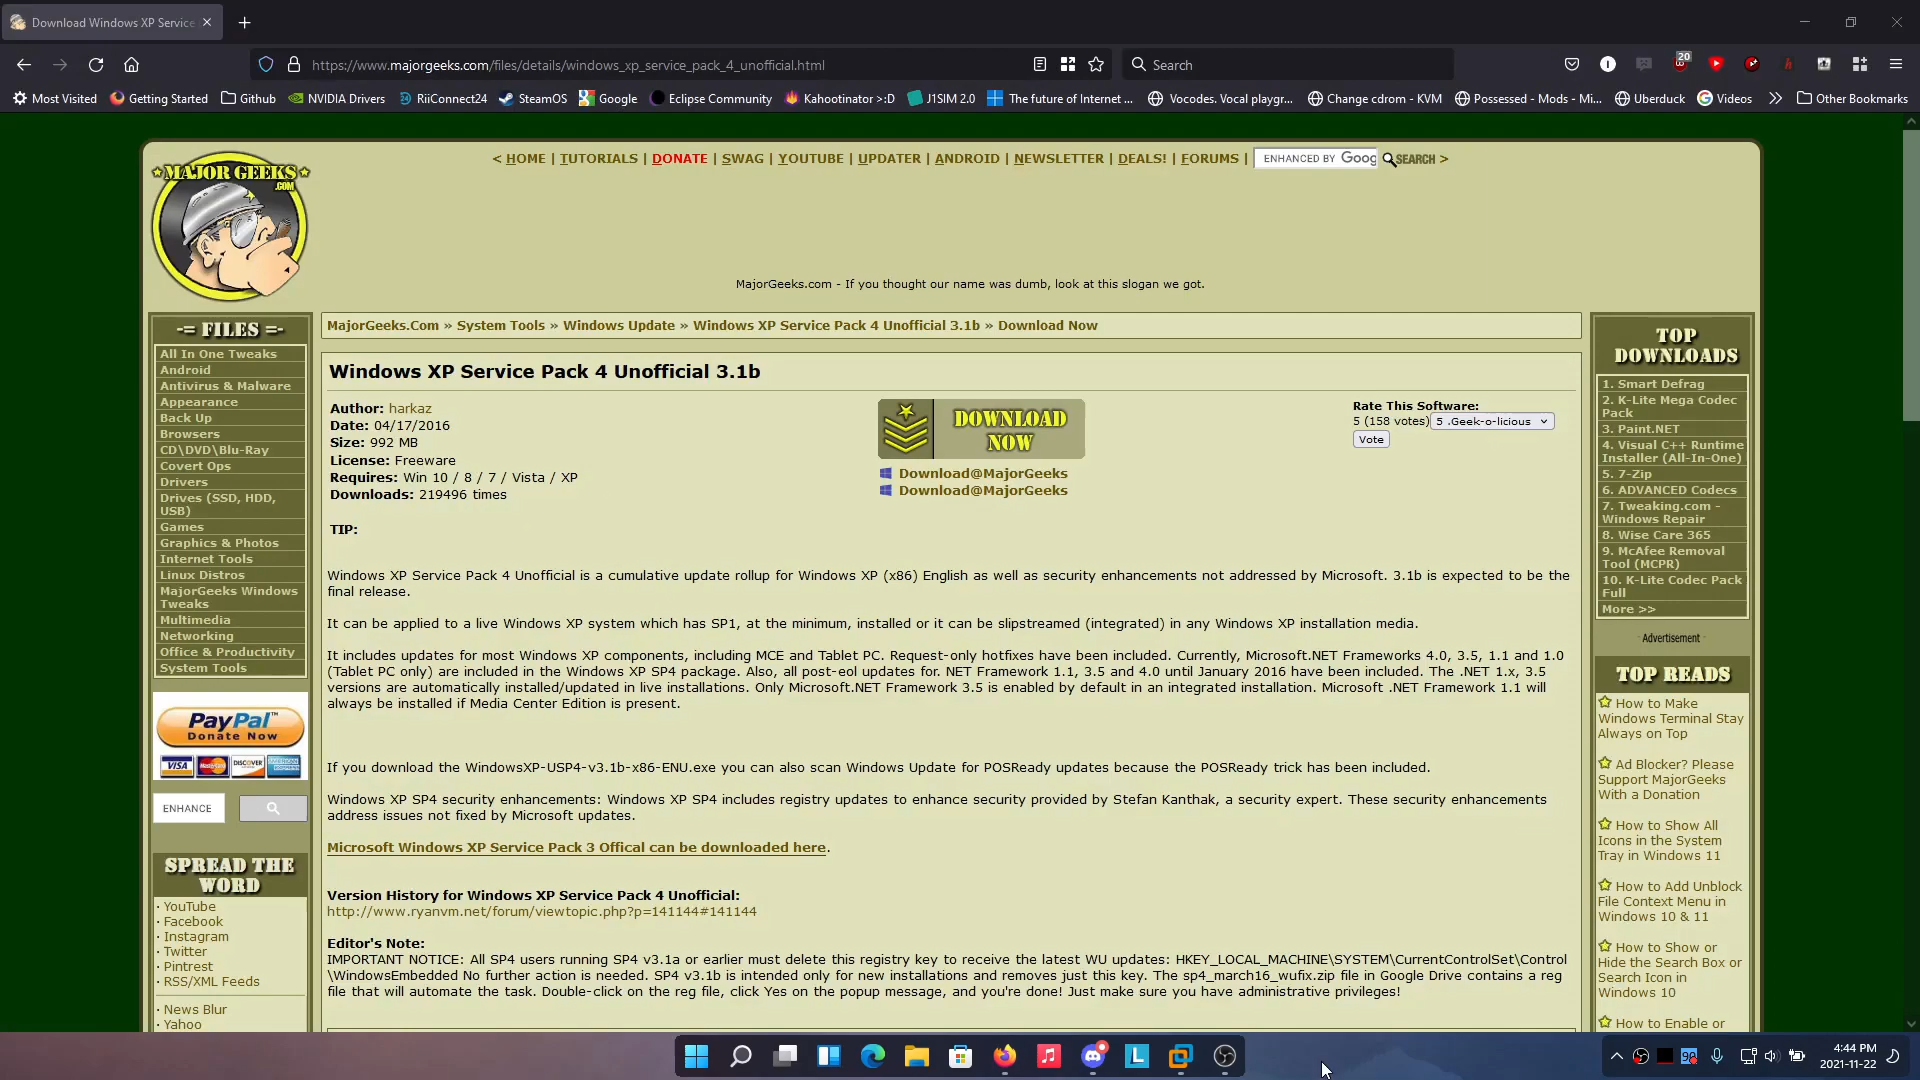 Download Windows XP Service
https://www.majorgeeks.com/files/details/windows_xp_service_pack_4_unofficial.html
Search
20
Most Visited
Getting Started
Github
NVIDIA Drivers
RiiConnect24
SteamOS
Google
Eclipse Community
Kahootinator >:D
J1SIM 2.0
The future of Internet ...
Vocodes. Vocal playgr...
Change cdrom - KVM
Possessed - Mods - Mi...
Uberduck
Videos
Other Bookmarks
MAJOR GEEKS
.COM
< HOME | TUTORIALS | DONATE | SWAG | YOUTUBE | UPDATER | ANDROID | NEWSLETTER | DEALS! | FORUMS | ENHANCED BY Goog SEARCH >
MajorGeeks.com - If you thought our name was dumb, look at this slogan we got.
-= FILES =-
All In One Tweaks
Android
Antivirus & Malware
Appearance
Back Up
Browsers
CD\DVD\Blu-Ray
Covert Ops
Drivers
Drives (SSD, HDD,
USB)
Games
Graphics & Photos
Internet Tools
Linux Distros
MajorGeeks Windows
Tweaks
Multimedia
Networking
Office & Productivity
System Tools
PayPal
Donate Now
VISA
MasterCard
DISCOVER
ENHANCE
SPREAD THE
WORD
· YouTube
· Facebook
· Instagram
· Twitter
· Pintrest
· RSS/XML Feeds
· News Blur
· Yahoo
MajorGeeks.Com » System Tools » Windows Update » Windows XP Service Pack 4 Unofficial 3.1b » Download Now
Windows XP Service Pack 4 Unofficial 3.1b
Author: harkaz
Date: 04/17/2016
Size: 992 MB
License: Freeware
Requires: Win 10 / 8 / 7 / Vista / XP
Downloads: 219496 times
DOWNLOAD
NOW
Download@MajorGeeks
Download@MajorGeeks
Rate This Software:
5 (158 votes) 5 .Geek-o-licious
Vote
TIP:
Windows XP Service Pack 4 Unofficial is a cumulative update rollup for Windows XP (x86) English as well as security enhancements not addressed by Microsoft. 3.1b is expected to be the
final release.
It can be applied to a live Windows XP system which has SP1, at the minimum, installed or it can be slipstreamed (integrated) in any Windows XP installation media.
It includes updates for most Windows XP components, including MCE and Tablet PC. Request-only hotfixes have been included. Currently, Microsoft.NET Frameworks 4.0, 3.5, 1.1 and 1.0
(Tablet PC only) are included in the Windows XP SP4 package. Also, all post-eol updates for. NET Framework 1.1, 3.5 and 4.0 until January 2016 have been included. The .NET 1.x, 3.5
versions are automatically installed/updated in live installations. Only Microsoft.NET Framework 3.5 is enabled by default in an integrated installation. Microsoft .NET Framework 1.1 will
always be installed if Media Center Edition is present.
If you download the WindowsXP-USP4-v3.1b-x86-ENU.exe you can also scan Windows Update for POSReady updates because the POSReady trick has been included.
Windows XP SP4 security enhancements: Windows XP SP4 includes registry updates to enhance security provided by Stefan Kanthak, a security expert. These security enhancements
address issues not fixed by Microsoft updates.
Microsoft Windows XP Service Pack 3 Offical can be downloaded here.
Version History for Windows XP Service Pack 4 Unofficial:
http://www.ryanvm.net/forum/viewtopic.php?p=141144#141144
Editor's Note:
IMPORTANT NOTICE: All SP4 users running SP4 v3.1a or earlier must delete this registry key to receive the latest WU updates: HKEY_LOCAL_MACHINE\SYSTEM\CurrentControlSet\Control
\WindowsEmbedded No further action is needed. SP4 v3.1b is intended only for new installations and removes just this key. The sp4_march16_wufix.zip file in Google Drive contains a reg
file that will automate the task. Double-click on the reg file, click Yes on the popup message, and you're done! Just make sure you have administrative privileges!
TOP
DOWNLOADS
1. Smart Defrag
2. K-Lite Mega Codec
Pack
3. Paint.NET
4. Visual C++ Runtime
Installer (All-In-One)
5. 7-Zip
6. ADVANCED Codecs
7. Tweaking.com -
Windows Repair
8. Wise Care 365
9. McAfee Removal
Tool (MCPR)
10. K-Lite Codec Pack
Full
More >>
- Advertisement -
TOP READS
How to Make
Windows Terminal Stay
Always on Top
Ad Blocker? Please
Support MajorGeeks
With a Donation
How to Show All
Icons in the System
Tray in Windows 11
How to Add Unblock
File Context Menu in
Windows 10 & 11
How to Show or
Hide the Search Box or
Search Icon in
Windows 10
How to Enable or
4:44 PM
2021-11-22